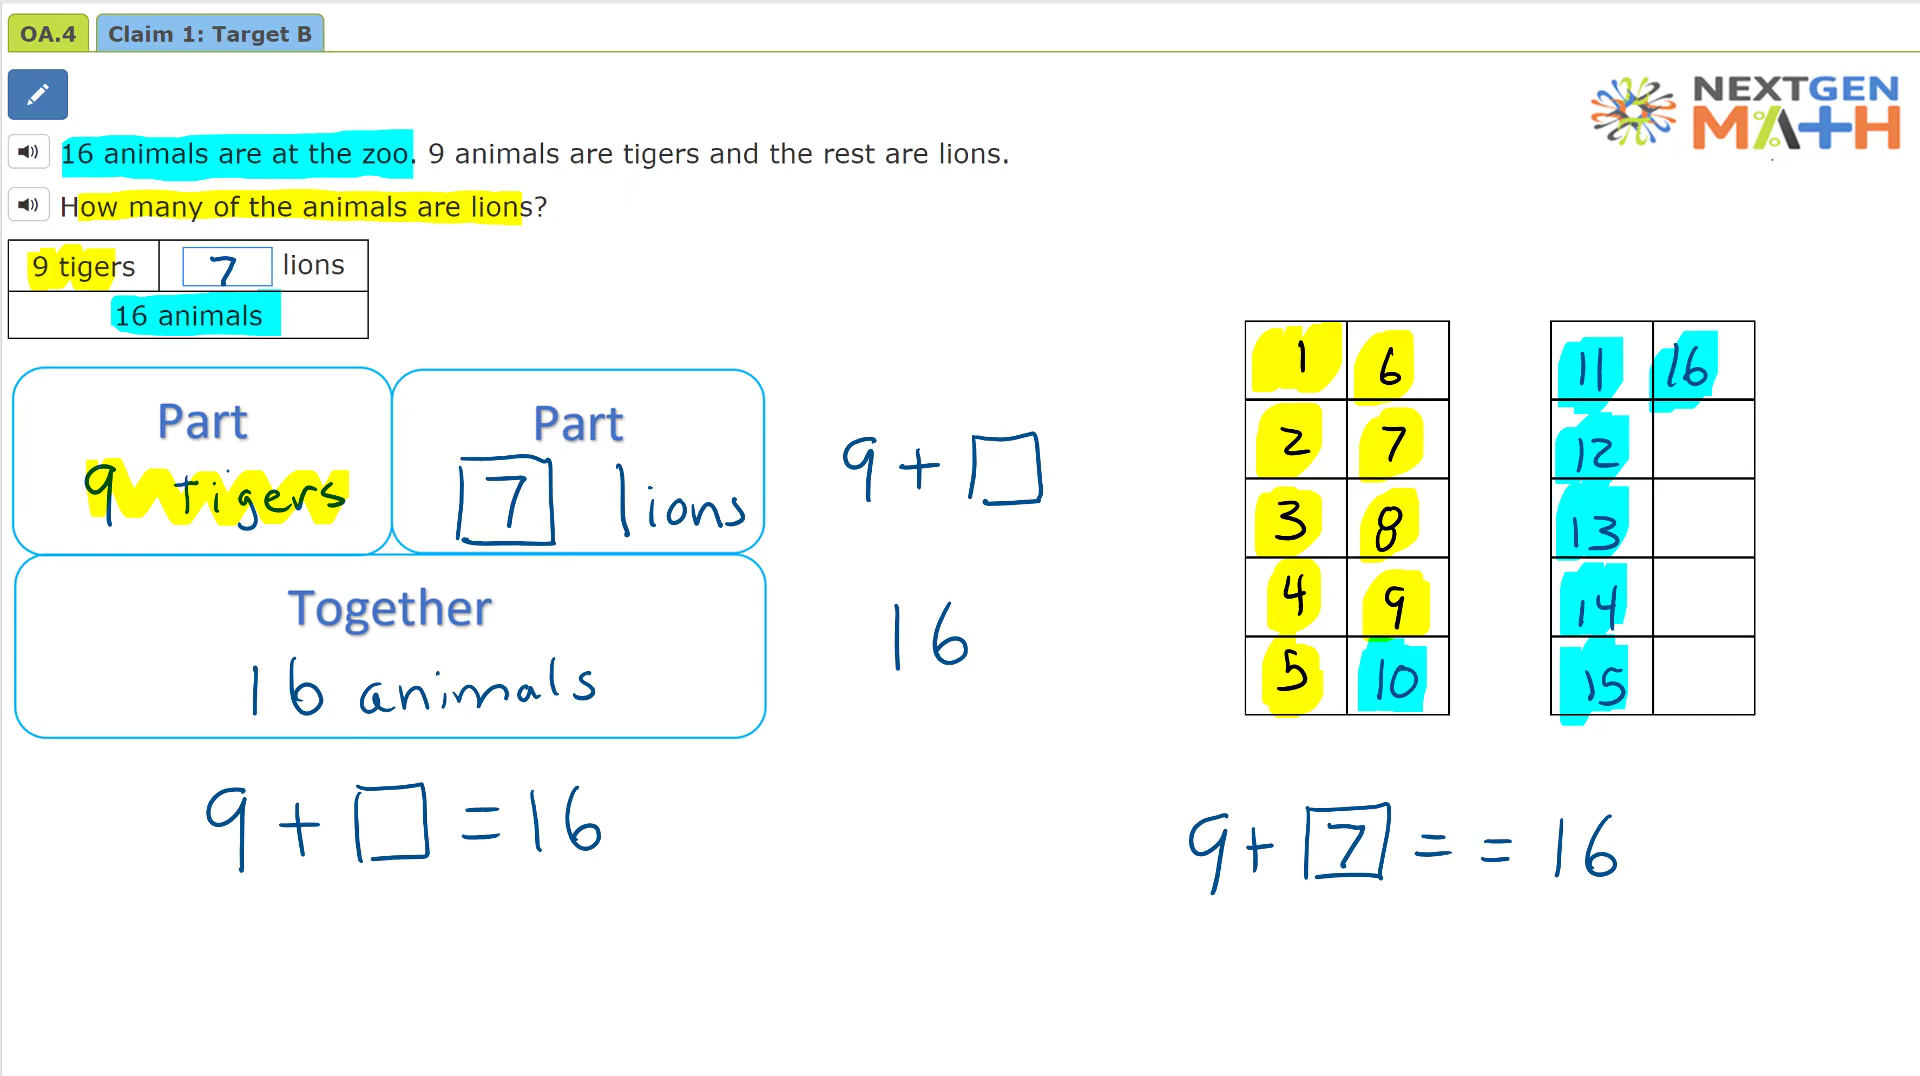 OA.4 Claim 1: Target B
NEXTGEN
MATH
16 animals are at the zoo. 9 animals are tigers and the rest are lions.
How many of the animals are lions?
9 tigers 7 lions
16 animals
Part Part
9 tigers 7 lions
Together
16 animals
9 + □ = 16
9 + □
16
1 6
2 7
3 8
4 9
5 10
11 16
12
13
14
15
9 + 7 = = 16